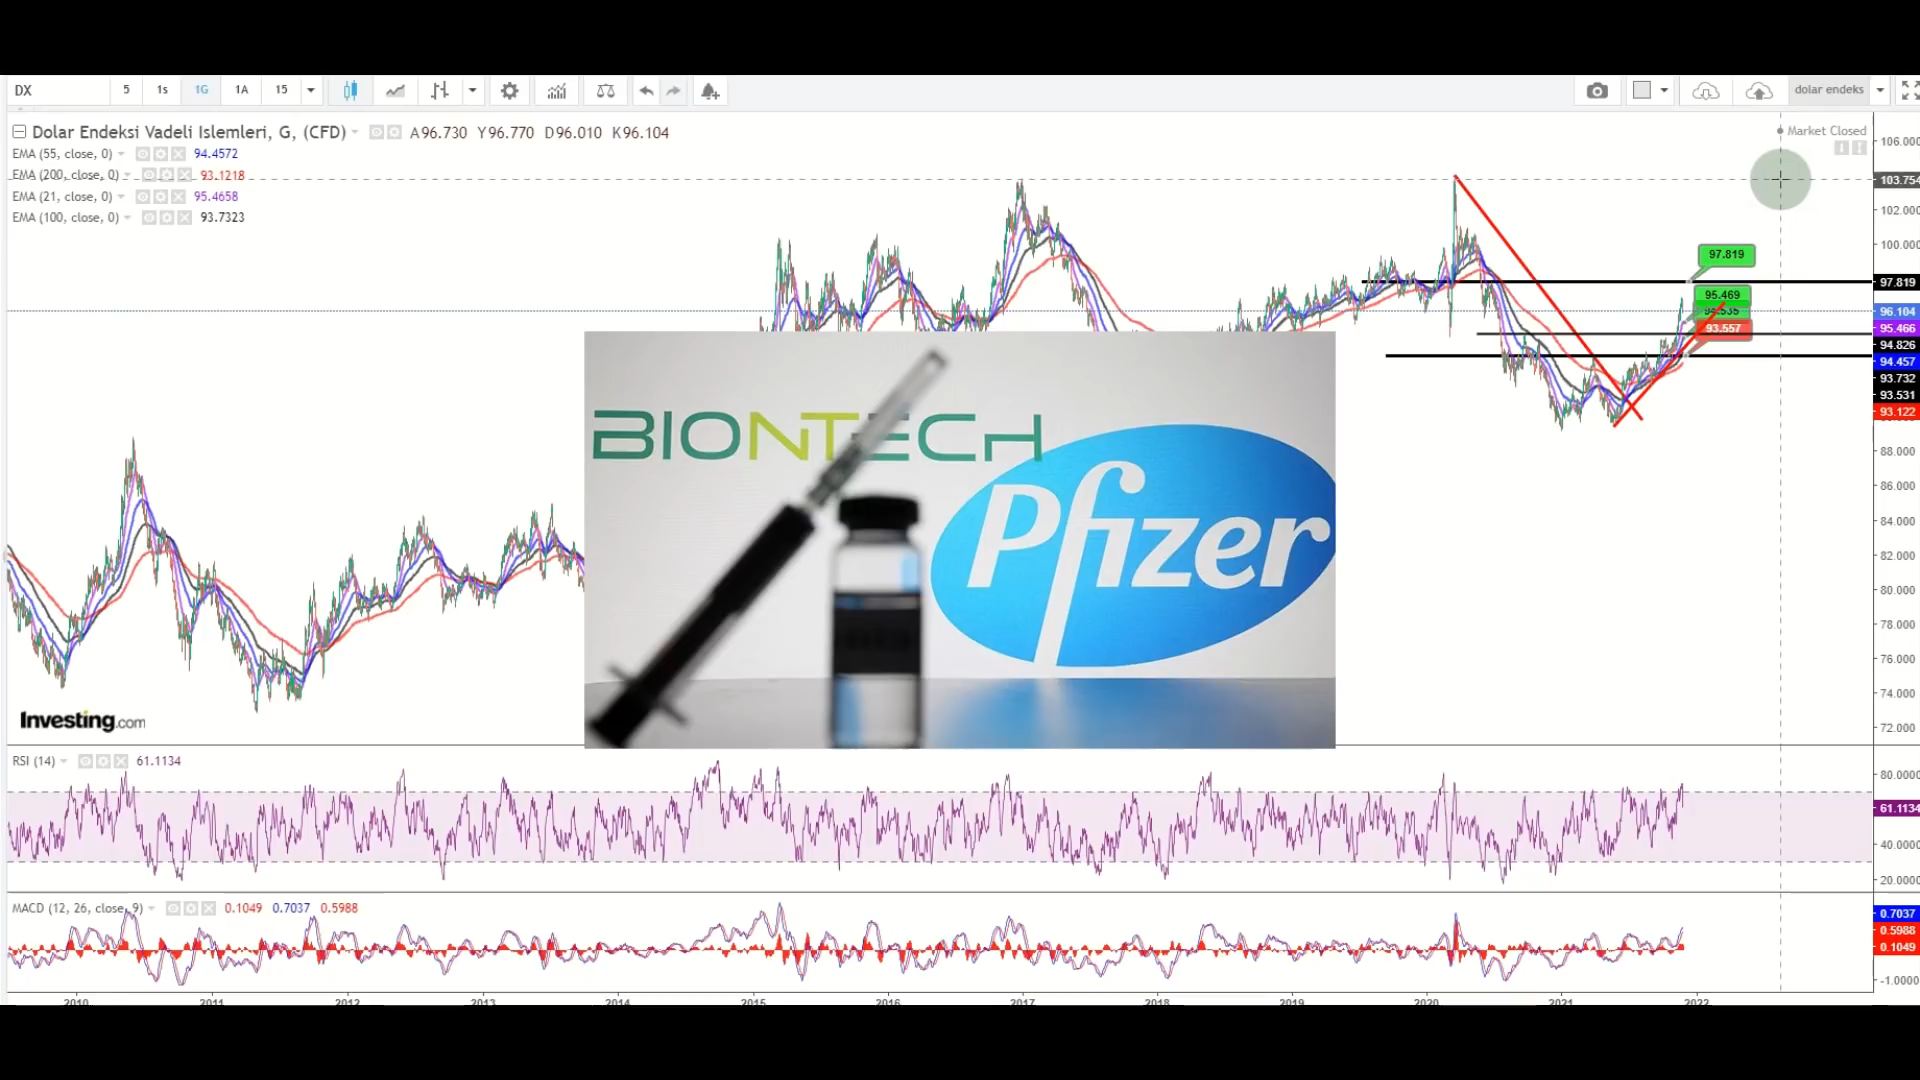 DX 5 1s 1G 1A 15 dolar endeks
Dolar Endeksi Vadeli Islemleri, G, (CFD) A96.730 Y96.770 D96.010 K96.104
Market Closed
EMA (55, close, 0) 94.4572
EMA (200, close, 0) 93.1218
EMA (21, close, 0) 95.4658
EMA (100, close, 0) 93.7323
106.000
103.754
102.000
100.000
97.819
97.819
95.469
96.104
93.557
95.466
94.826
94.457
93.732
93.531
93.122
BIONTECH
Pfizer
88.000
86.000
84.000
82.000
80.000
78.000
76.000
74.000
72.000
Investing.com
RSI (14) 61.1134
80.0000
61.1134
40.0000
20.0000
MACD (12, 26, close, 9) 0.1049 0.7037 0.5988
0.7037
0.5988
0.1049
-1.0000
2010 2011 2012 2013 2014 2015 2016 2017 2018 2019 2020 2021 2022